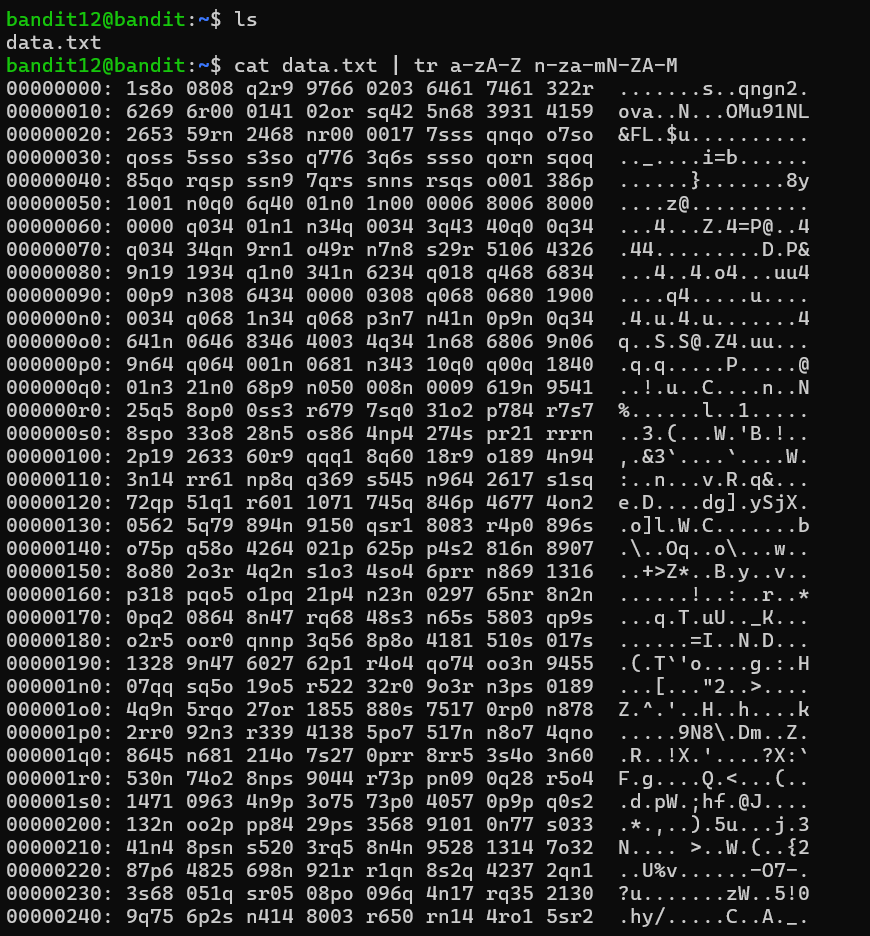 bandit12@bandit:~$ ls
data.txt
bandit12@bandit:~$ cat data.txt | tr a-zA-Z n-za-mN-ZA-M
00000000: 1s8o 0808 q2r9 9766 0203 6461 7461 322r  .......s..qngn2.
00000010: 6269 6r00 0141 02or sq42 5n68 3931 4159  ova..N...OMu91NL
00000020: 2653 59rn 2468 nr00 0017 7sss qnqo o7so  &FL.$u..........
00000030: qoss 5sso s3so q776 3q6s ssso qorn sqoq  .._....i=b......
00000040: 85qo rqsp ssn9 7qrs snns rsqs o001 386p  ......}.......8y
00000050: 1001 n0q0 6q40 01n0 1n00 0006 8006 8000  ....z@..........
00000060: 0000 q034 01n1 n34q 0034 3q43 40q0 0q34  ...4...Z.4=P@..4
00000070: q034 34qn 9rn1 o49r n7n8 s29r 5106 4326  .44.........D.P&
00000080: 9n19 1934 q1n0 341n 6234 q018 q468 6834  ...4..4.o4...uu4
00000090: 00p9 n308 6434 0000 0308 q068 0680 1900  ....q4.....u....
000000n0: 0034 q068 1n34 q068 p3n7 n41n 0p9n 0q34  .4.u.4.u.......4
000000o0: 641n 0646 8346 4003 4q34 1n68 6806 9n06  q..S.S@.Z4.uu...
000000p0: 9n64 q064 001n 0681 n343 10q0 q00q 1840  .q.q.....P.....@
000000q0: 01n3 21n0 68p9 n050 008n 0009 619n 9541  ..!.u..C....n..N
000000r0: 25q5 8op0 0ss3 r679 7sq0 31o2 p784 r7s7  %......l..1.....
000000s0: 8spo 33o8 28n5 os86 4np4 274s pr21 rrrn  ..3.(...W.'B.!..
00000100: 2p19 2633 60r9 qqq1 8q60 18r9 o189 4n94  ,.&3`....`....W.
00000110: 3n14 rr61 np8q q369 s545 n964 2617 s1sq  :..n...v.R.q&...
00000120: 72qp 51q1 r601 1071 745q 846p 4677 4on2  e.D....dg].ySjX.
00000130: 0562 5q79 894n 9150 qsr1 8083 r4p0 896s  .o]l.W.C.......b
00000140: o75p q58o 4264 021p 625p p4s2 816n 8907  .\..Oq..o\...w..
00000150: 8o80 2o3r 4q2n s1o3 4so4 6prr n869 1316  ..+>Z*..B.y..v..
00000160: p318 pqo5 o1pq 21p4 n23n 0297 65nr 8n2n  ......!..:..r..*
00000170: 0pq2 0864 8n47 rq68 48s3 n65s 5803 qp9s  ...q.T.uU.._K...
00000180: o2r5 oor0 qnnp 3q56 8p8o 4181 510s 017s  ......=I..N.D...
00000190: 1328 9n47 6027 62p1 r4o4 qo74 oo3n 9455  .(.T`'o....g.:.H
000001n0: 07qq sq5o 19o5 r522 32r0 9o3r n3ps 0189  ...[..."2..>....
000001o0: 4q9n 5rqo 27or 1855 880s 7517 0rp0 n878  Z.^.'..H..h....k
000001p0: 2rr0 92n3 r339 4138 5po7 517n n8o7 4qno  .....9N8\.Dm..Z.
000001q0: 8645 n681 214o 7s27 0prr 8rr5 3s4o 3n60  .R..!X.'....?X:`
000001r0: 530n 74o2 8nps 9044 r73p pn09 0q28 r5o4  F.g....Q.<...(..
000001s0: 1471 0963 4n9p 3o75 73p0 4057 0p9p q0s2  .d.pW.;hf.@J....
00000200: 132n oo2p pp84 29ps 3568 9101 0n77 s033  .*.,..).5u...j.3
00000210: 41n4 8psn s520 3rq5 8n4n 9528 1314 7o32  N.... >..W.(..{2
00000220: 87p6 4825 698n 921r r1qn 8s2q 4237 2qn1  ..U%v......-O7-.
00000230: 3s68 051q sr05 08po 096q 4n17 rq35 2130  ?u.......zW..5!0
00000240: 9q75 6p2s n414 8003 r650 rn14 4ro1 5sr2  .hy/.....C..A._.